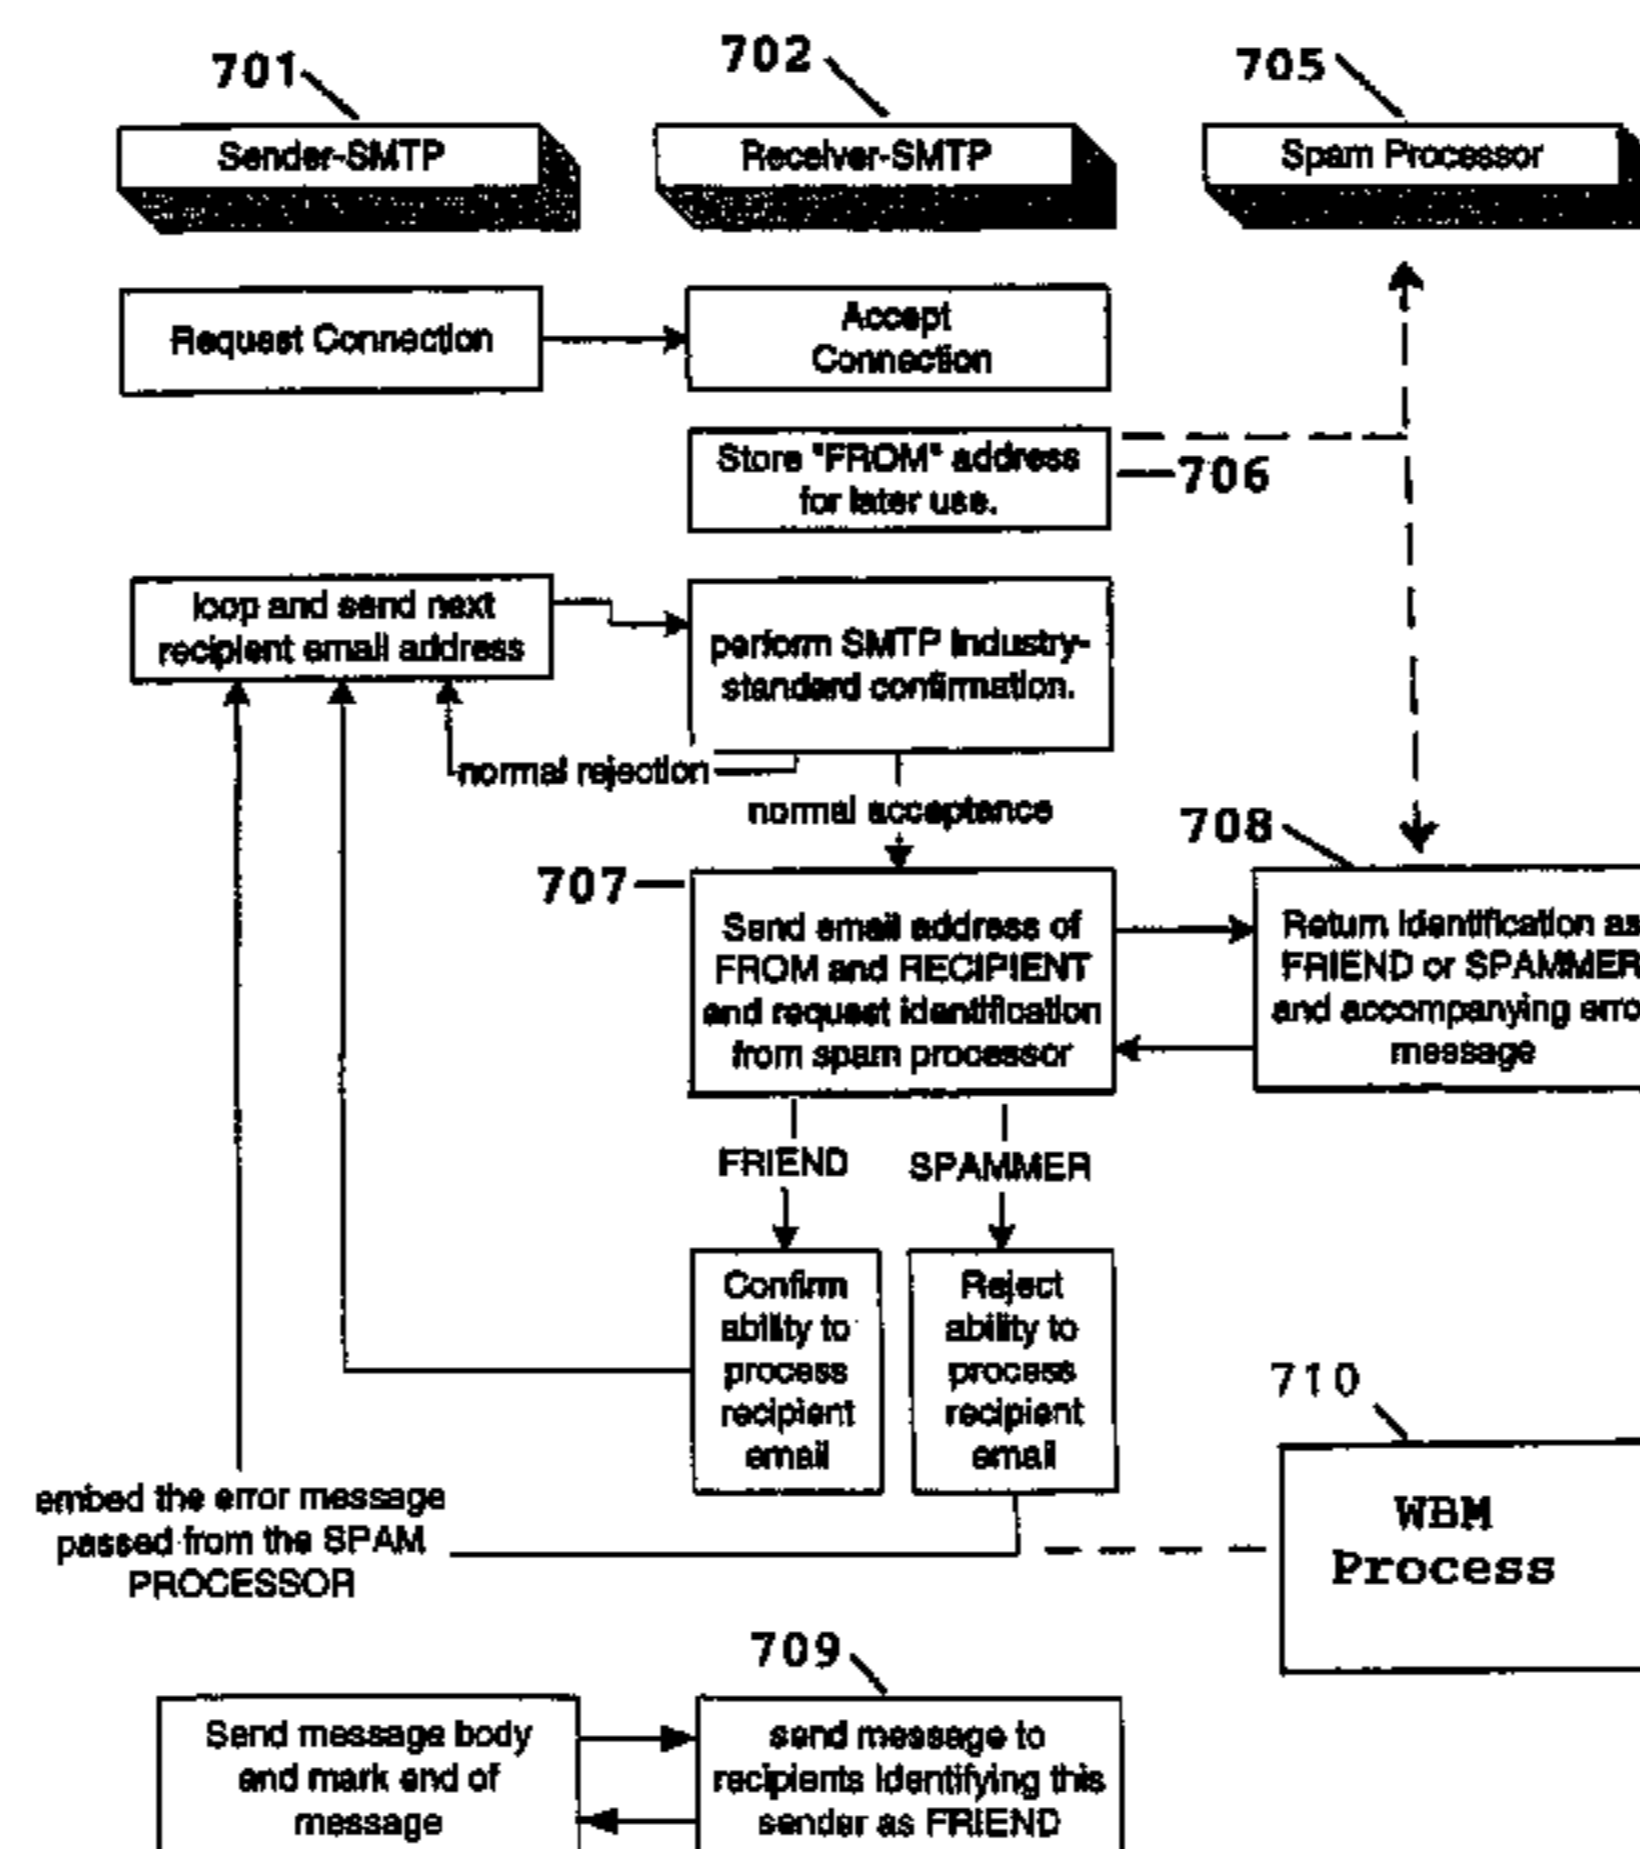 701
702
705
Sender-SMTP
Receiver-SMTP
Spam Processor
Request Connection
Accept
Connection
Store "FROM" address
for later use.
706
loop and send next
recipient email address
perform SMTP Industry-
standard confirmation.
normal rejection
normal acceptance
708
707
Send email address of
FROM and RECIPIENT
and request identification
from spam processor
Return Identification as
FRIEND or SPAMMER
and accompanying erro
message
FRIEND
SPAMMER
Confirm
ability to
process
recipient
email
Reject
ability to
process
recipient
email
710
WBM
Process
embed the error message
passed from the SPAM
PROCESSOR
709
Send message body
and mark end of
message
send message to
recipients identifying this
sender as FRIEND